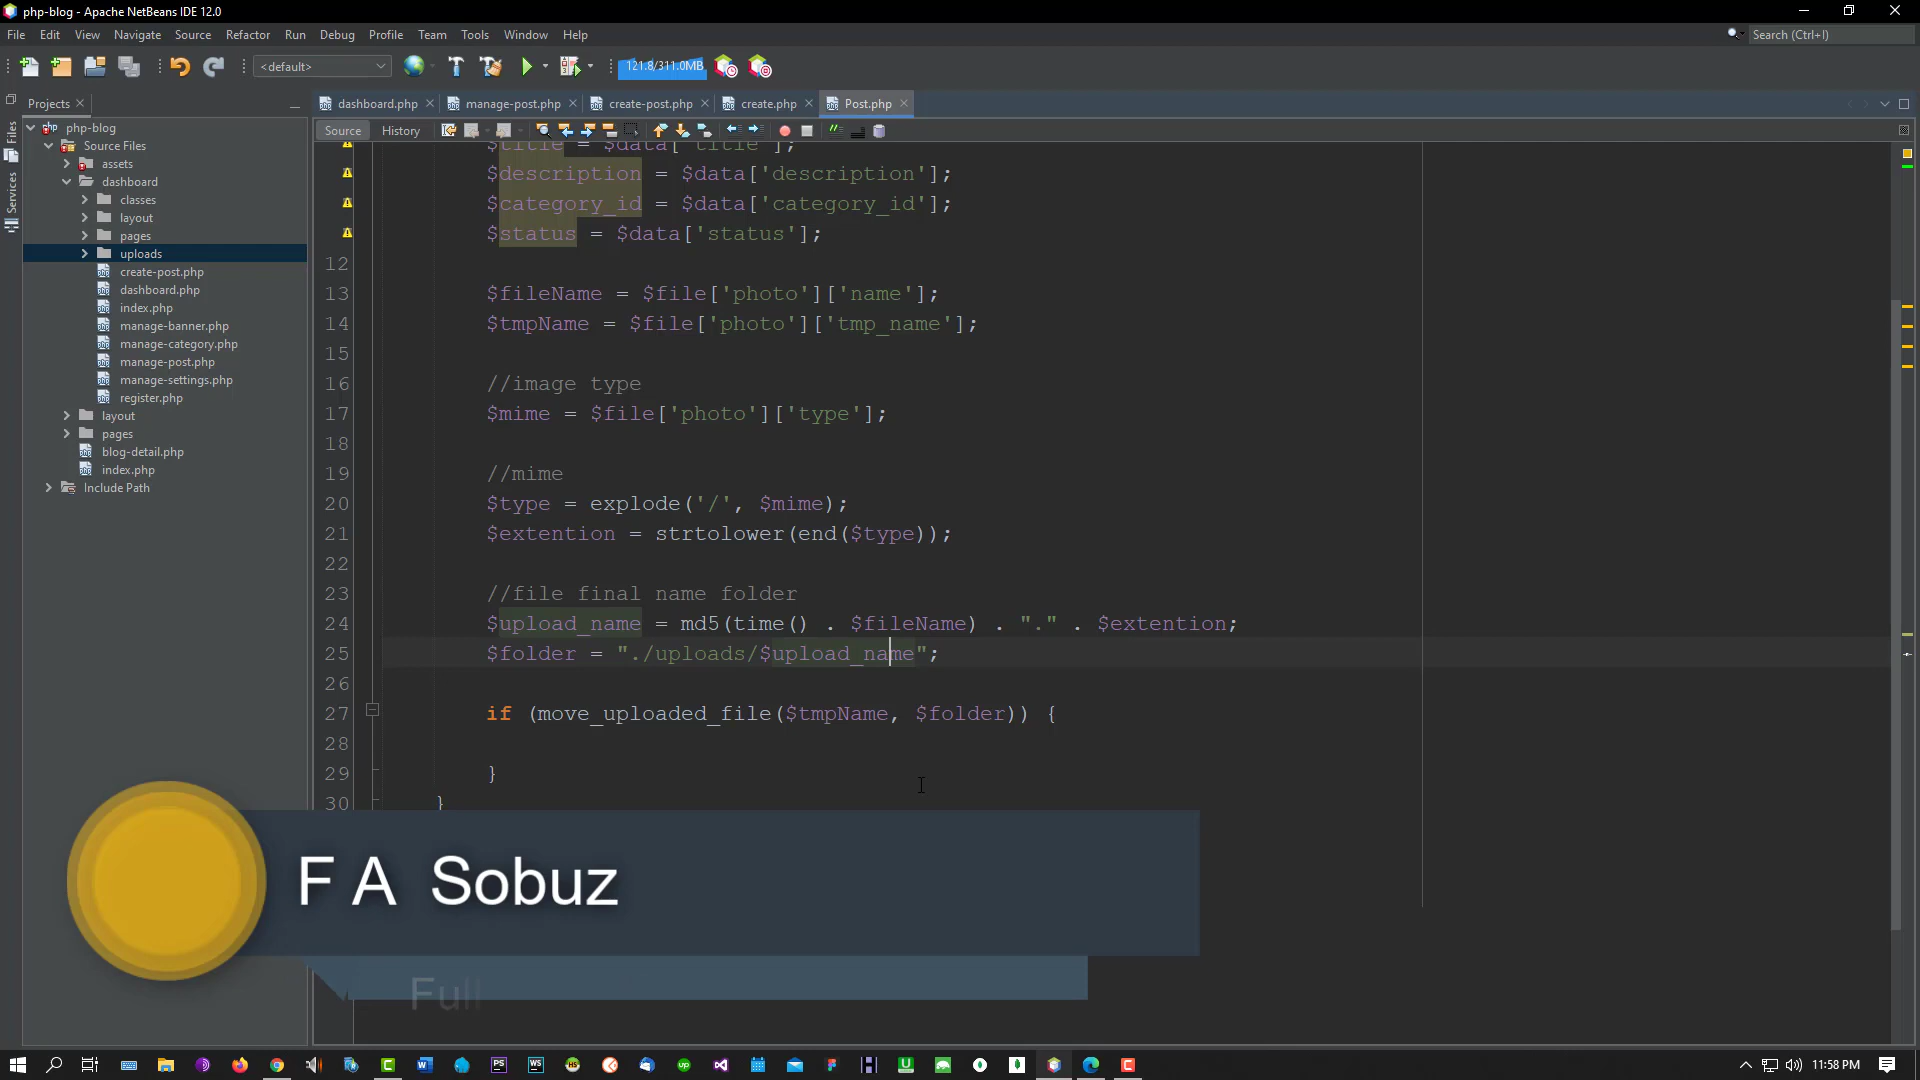 php-blog - Apache NetBeans IDE 12.0
File Edit View Navigate Source Refactor Run Debug Profile Team Tools Window Help
Search (Ctrl+I)
<default>
121.8/311.0MB
Projects
Files
Services
dashboard.php manage-post.php create-post.php create.php Post.php
Source History
php-blog
Source Files
assets
dashboard
classes
layout
pages
uploads
create-post.php
dashboard.php
index.php
manage-banner.php
manage-category.php
manage-post.php
manage-settings.php
register.php
layout
pages
blog-detail.php
index.php
Include Path
$title = $data['title'];
$description = $data['description'];
$category_id = $data['category_id'];
$status = $data['status'];
12
13 $fileName = $file['photo']['name'];
14 $tmpName = $file['photo']['tmp_name'];
15
16 //image type
17 $mime = $file['photo']['type'];
18
19 //mime
20 $type = explode('/', $mime);
21 $extention = strtolower(end($type));
22
23 //file final name folder
24 $upload_name = md5(time() . $fileName) . "." . $extention;
25 $folder = "./uploads/$upload_name";
26
27 if (move_uploaded_file($tmpName, $folder)) {
28
29 }
30 }
F A Sobuz
Full
11:58 PM